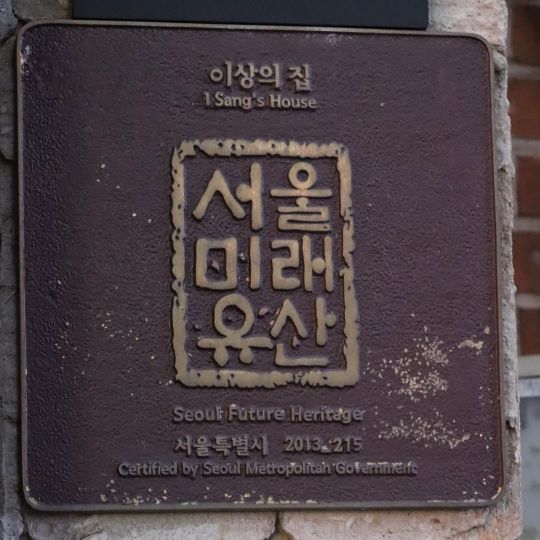 이상의 집
I Sang's House
서울
미래
유산
Seoul Future Heritage
서울특별시 2013-215
Certified by Seoul Metropolitan Government